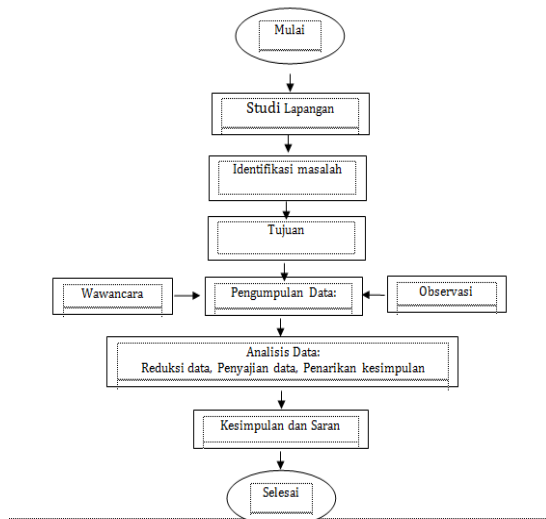 Mulai
Studi Lapangan
Identifikasi masalah
Tujuan
Wawancara
Pengumpulan Data:
Observasi
Analisis Data:
Reduksi data, Penyajian data, Penarikan kesimpulan
Kesimpulan dan Saran
Selesai